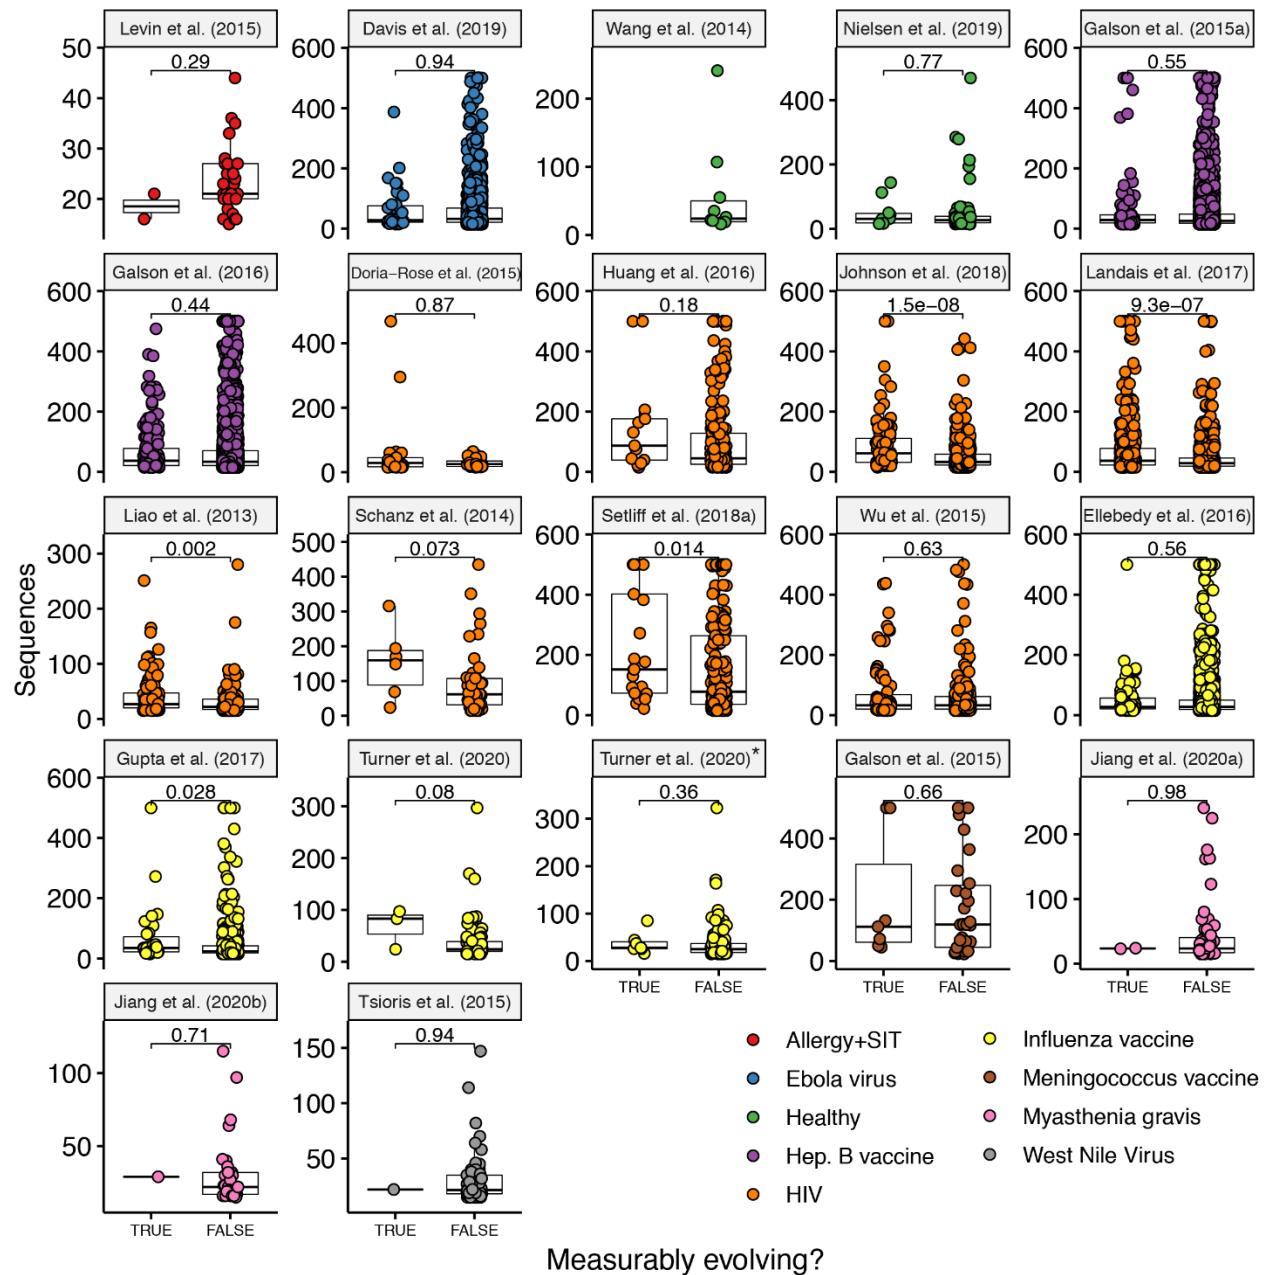 Levin et al. (2015)
Davis et al. (2019)
Wang et al. (2014)
Nielsen et al. (2019)
Galson et al. (2015a)
50
40
30
20
0.29
600
400
200
0
0.94
200
100
0
400
200
0
0.77
600
400
200
0
0.55
Galson et al. (2016)
Doria−Rose et al. (2015)
Huang et al. (2016)
Johnson et al. (2018)
Landais et al. (2017)
600
400
200
0
0.44
400
200
0
0.87
600
400
200
0
0.18
600
400
200
0
1.5e−08
600
400
200
0
9.3e−07
Liao et al. (2013)
Schanz et al. (2014)
Setliff et al. (2018a)
Wu et al. (2015)
Ellebedy et al. (2016)
300
200
100
0
0.002
500
400
300
200
100
0
0.073
600
400
200
0
0.014
600
400
200
0
0.63
600
400
200
0
0.56
Sequences
Gupta et al. (2017)
Turner et al. (2020)
Turner et al. (2020)*
Galson et al. (2015)
Jiang et al. (2020a)
600
400
200
0
0.028
300
200
100
0
0.08
300
200
100
0
0.36
TRUE
FALSE
400
200
0
0.66
TRUE
FALSE
200
100
0
0.98
TRUE
FALSE
Jiang et al. (2020b)
Tsioris et al. (2015)
100
50
0.71
TRUE
FALSE
150
100
50
0.94
TRUE
FALSE
Allergy+SIT
Ebola virus
Healthy
Hep. B vaccine
HIV
Influenza vaccine
Meningococcus vaccine
Myasthenia gravis
West Nile Virus
Measurably evolving?